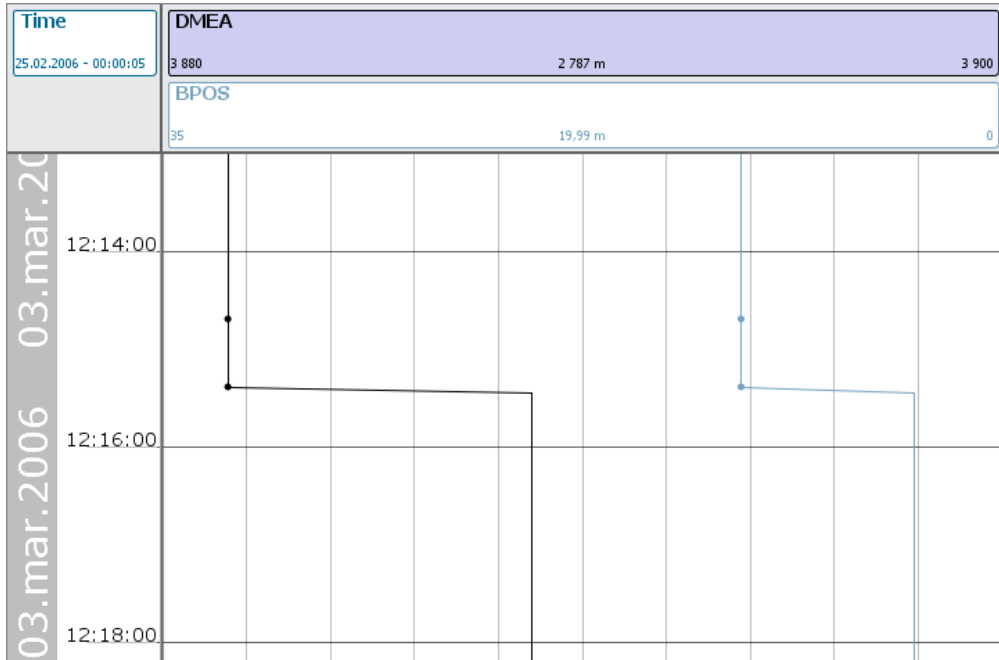 Time
25.02.2006 - 00:00:05
DMEA
3 880 2 787 m 3 900
BPOS
35 19,99 m 0
03.mar.20
12:14:00
03.mar.2006
12:16:00
12:18:00